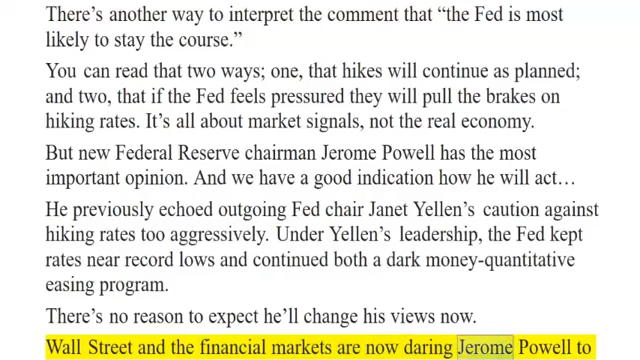 There’s another way to interpret the comment that “the Fed is most
likely to stay the course.”
You can read that two ways; one, that hikes will continue as planned;
and two, that if the Fed feels pressured they will pull the brakes on
hiking rates. It’s all about market signals, not the real economy.
But new Federal Reserve chairman Jerome Powell has the most
important opinion. And we have a good indication how he will act…
He previously echoed outgoing Fed chair Janet Yellen’s caution against
hiking rates too aggressively. Under Yellen’s leadership, the Fed kept
rates near record lows and continued both a dark money-quantitative
easing program.
There’s no reason to expect he’ll change his views now.
Wall Street and the financial markets are now daring Jerome Powell to